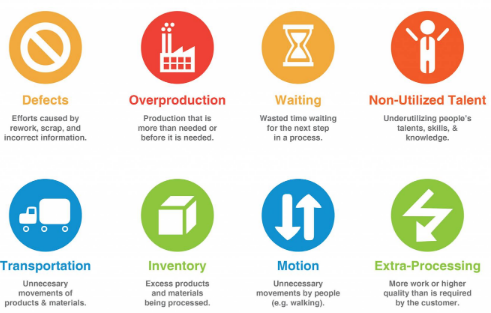 Defects
Efforts caused by
rework, scrap, and
incorrect information.
Overproduction
Production that is
more than needed or
before it is needed.
Waiting
Wasted time waiting
for the next step
in a process.
Non-Utilized Talent
Underutilizing people's
talents, skills, &
knowledge.
Transportation
Unnecesary
movements of
products & materials.
Inventory
Excess products
and materials
being processed.
Motion
Unnecessary
movements by people
(e.g. walking).
Extra-Processing
More work or higher
quality than is required
by the customer.